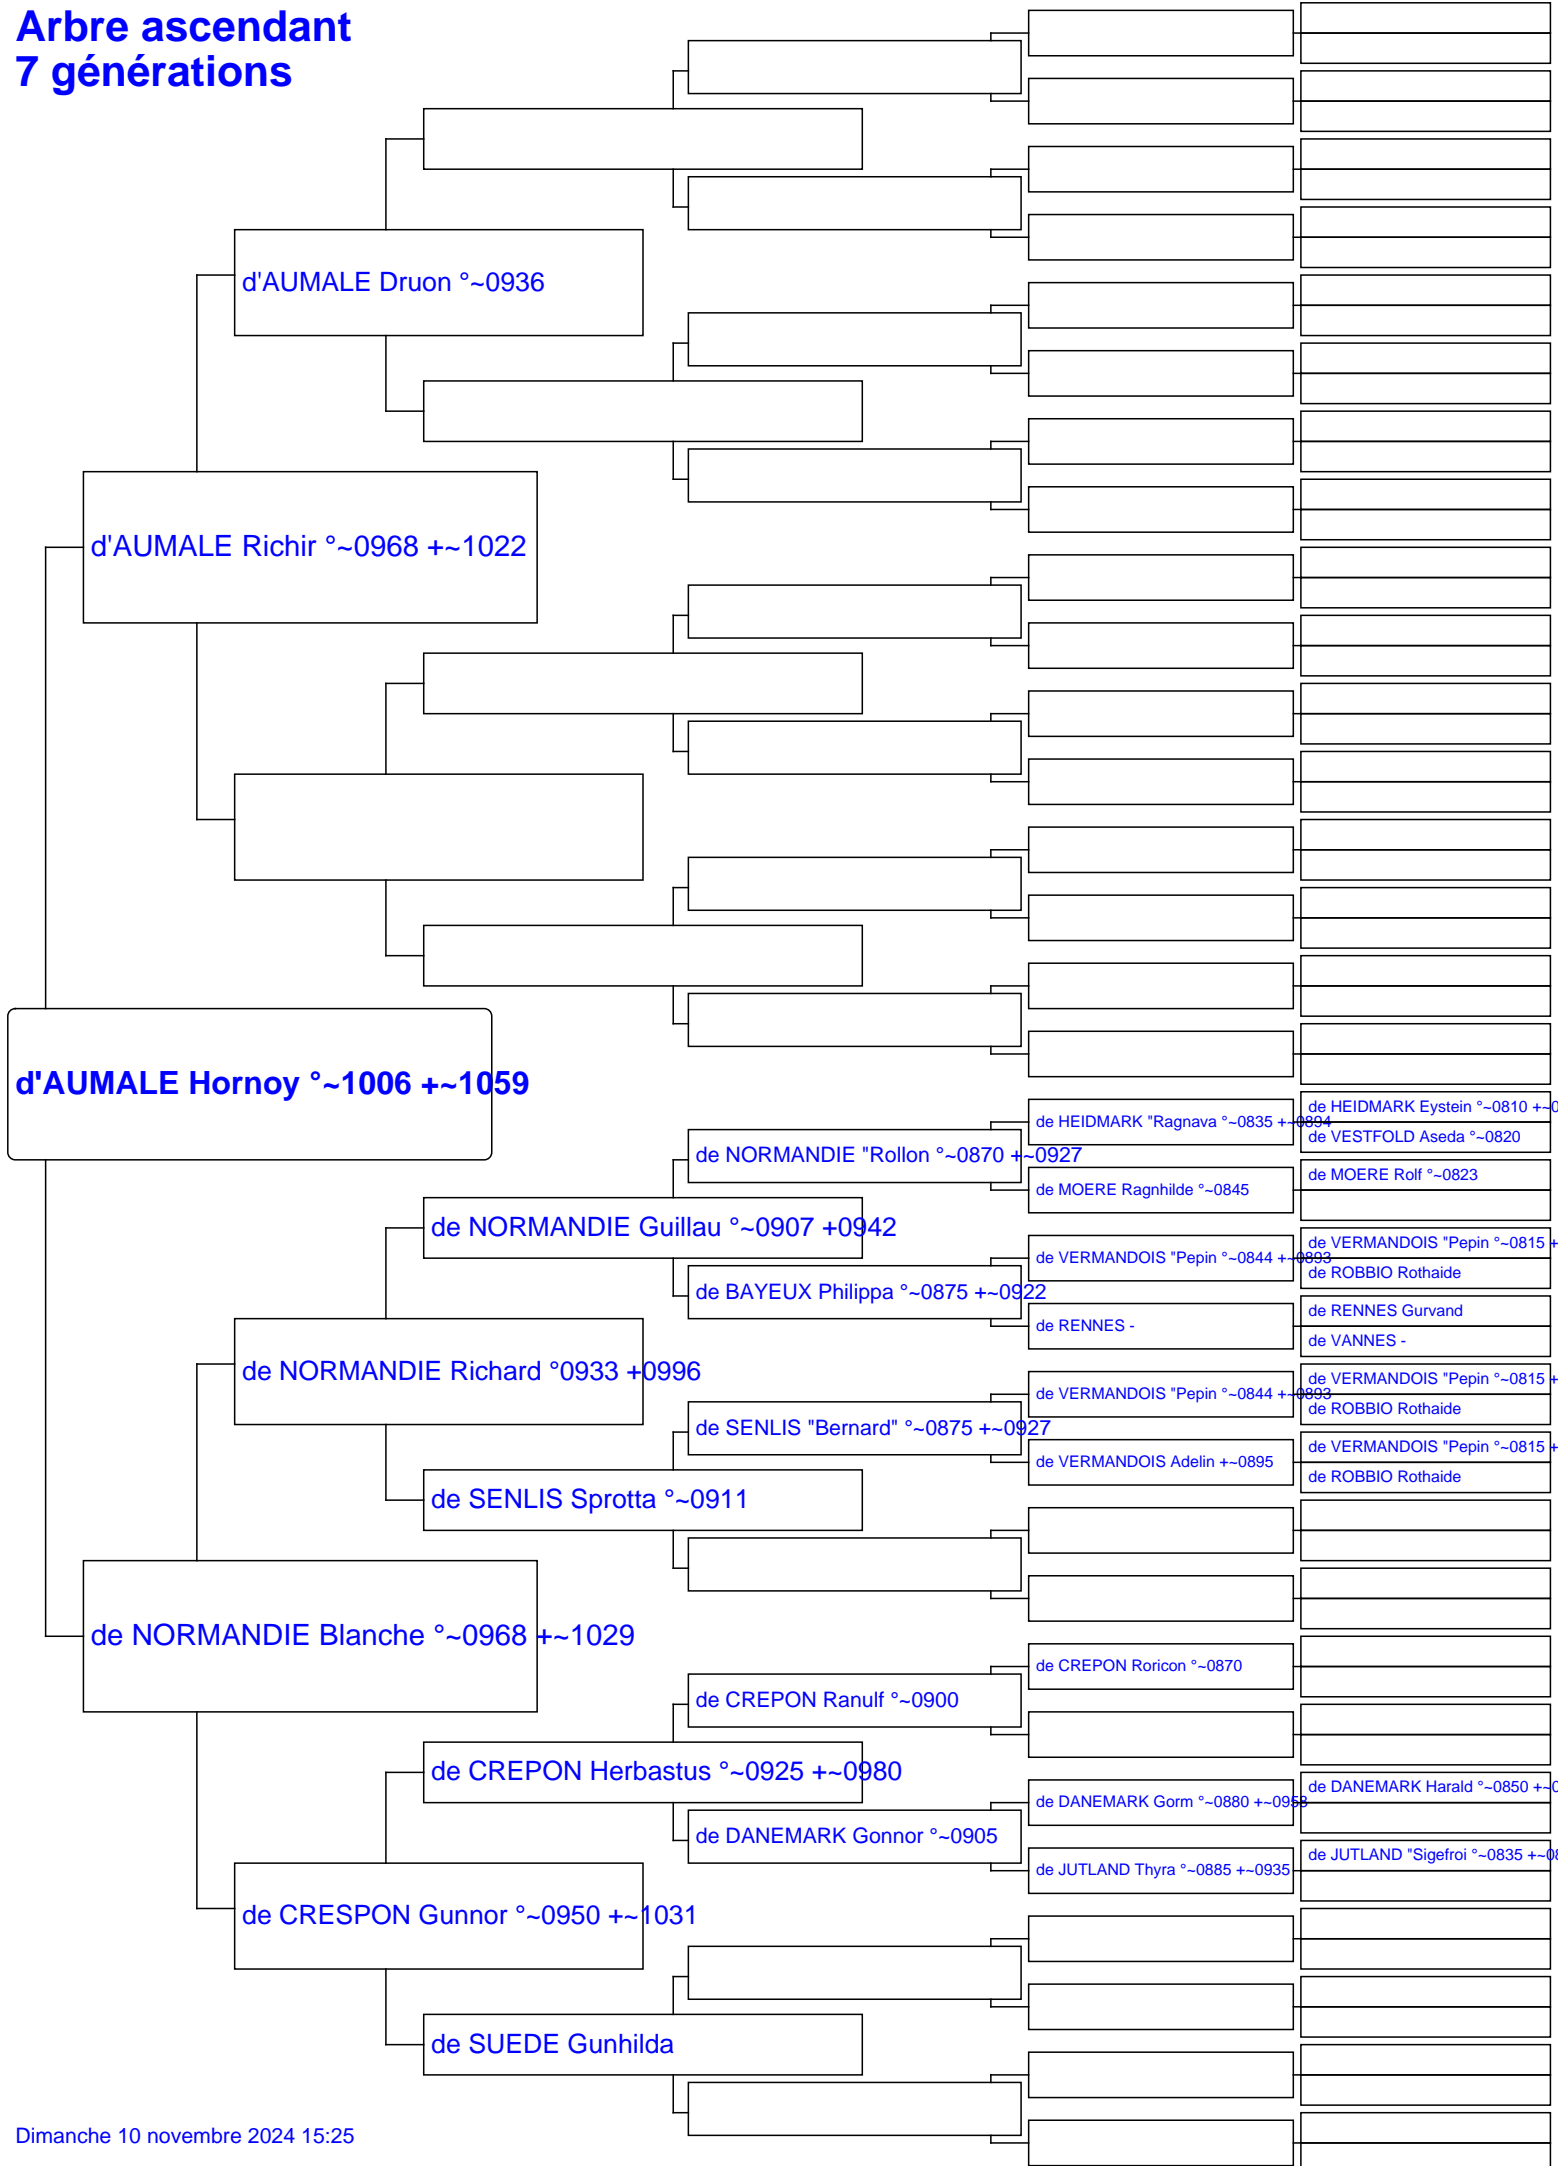 Arbre ascendant
7 générations
d'AUMALE Druon °~0936
d'AUMALE Richir °~0968 +~1022
d'AUMALE Hornoy °~1006 +~1059
de HEIDMARK Eystein °~0810 +~0
de HEIDMARK "Ragnava °~0835 +~0894
de VESTFOLD Aseda °~0820
de NORMANDIE "Rollon °~0870 +~0927
de MOERE Rolf °~0823
de MOERE Ragnhilde °~0845
de NORMANDIE Guillau °~0907 +0942
de VERMANDOIS "Pepin °~0815 +
de VERMANDOIS "Pepin °~0844 +~0893
de ROBBIO Rothaide
de BAYEUX Philippa °~0875 +~0922
de RENNES Gurvand
de RENNES -
de VANNES -
de NORMANDIE Richard °0933 +0996
de VERMANDOIS "Pepin °~0815 +
de VERMANDOIS "Pepin °~0844 +~0893
de ROBBIO Rothaide
de SENLIS "Bernard" °~0875 +~0927
de VERMANDOIS "Pepin °~0815 +
de VERMANDOIS Adelin +~0895
de ROBBIO Rothaide
de SENLIS Sprotta °~0911
de NORMANDIE Blanche °~0968 +~1029
de CREPON Roricon °~0870
de CREPON Ranulf °~0900
de CREPON Herbastus °~0925 +~0980
de DANEMARK Harald °~0850 +~0
de DANEMARK Gorm °~0880 +~0958
de DANEMARK Gonnor °~0905
de JUTLAND "Sigefroi °~0835 +~08
de JUTLAND Thyra °~0885 +~0935
de CRESPON Gunnor °~0950 +~1031
de SUEDE Gunhilda
Dimanche 10 novembre 2024 15:25